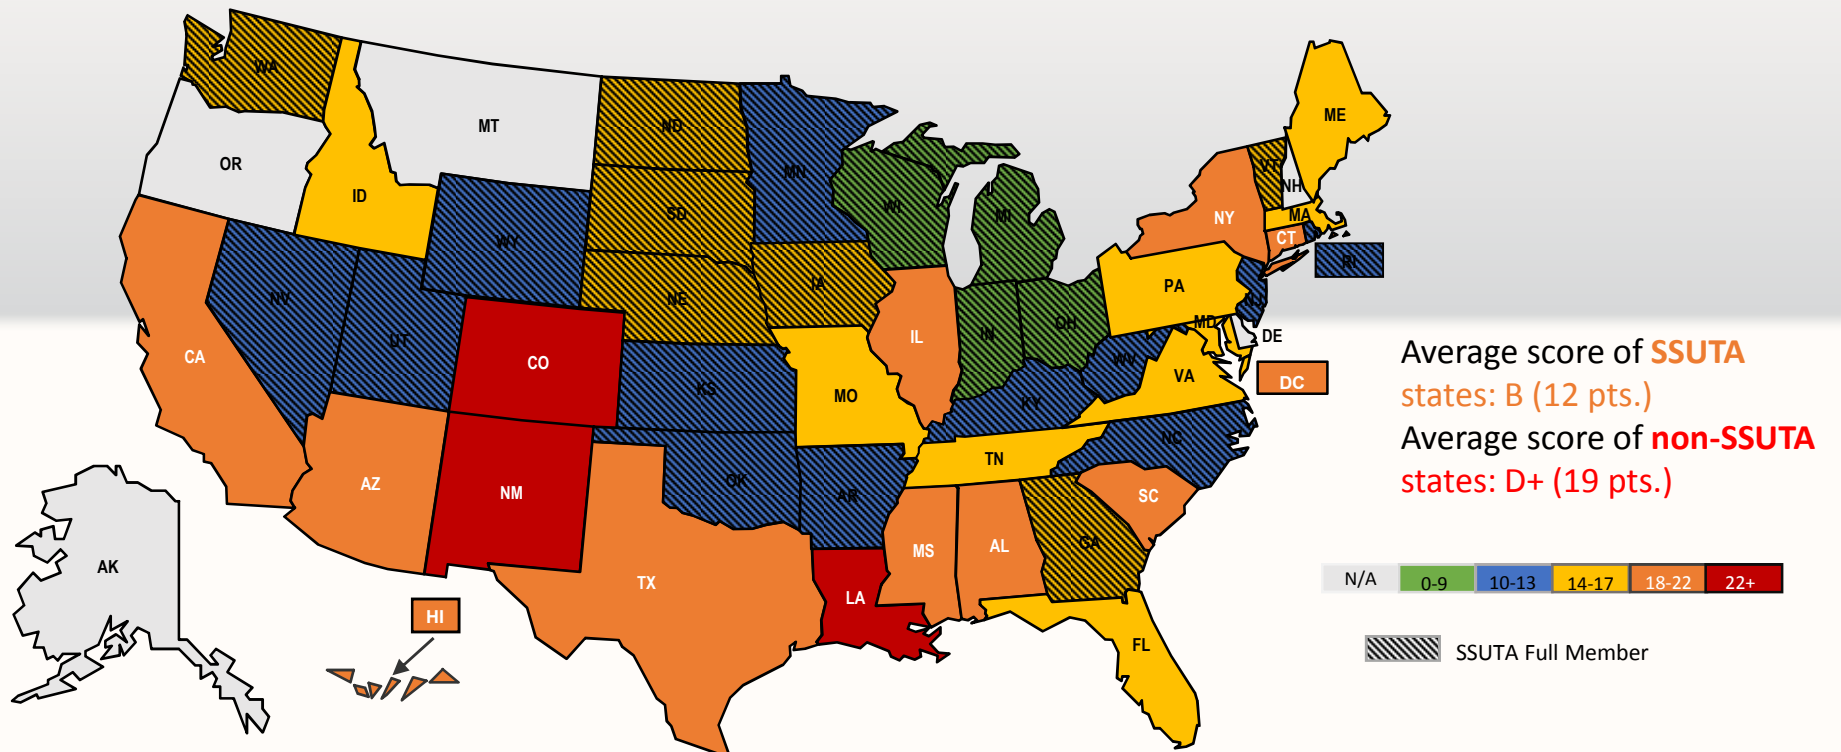 WA
MT
ND
MN
OR
ID
SD
WY
WI
MI
ME
VT
NH
NY
MA
CT
RI
NV
UT
NE
IA
PA
NJ
CA
CO
KS
MO
IL
IN
OH
WV
MD
DE
VA
DC
KY
NC
AZ
NM
OK
AR
TN
SC
MS
AL
GA
TX
LA
FL
AK
HI
Average score of SSUTA
states: B (12 pts.)
Average score of non-SSUTA
states: D+ (19 pts.)
N/A 0-9 10-13 14-17 18-22 22+
SSUTA Full Member